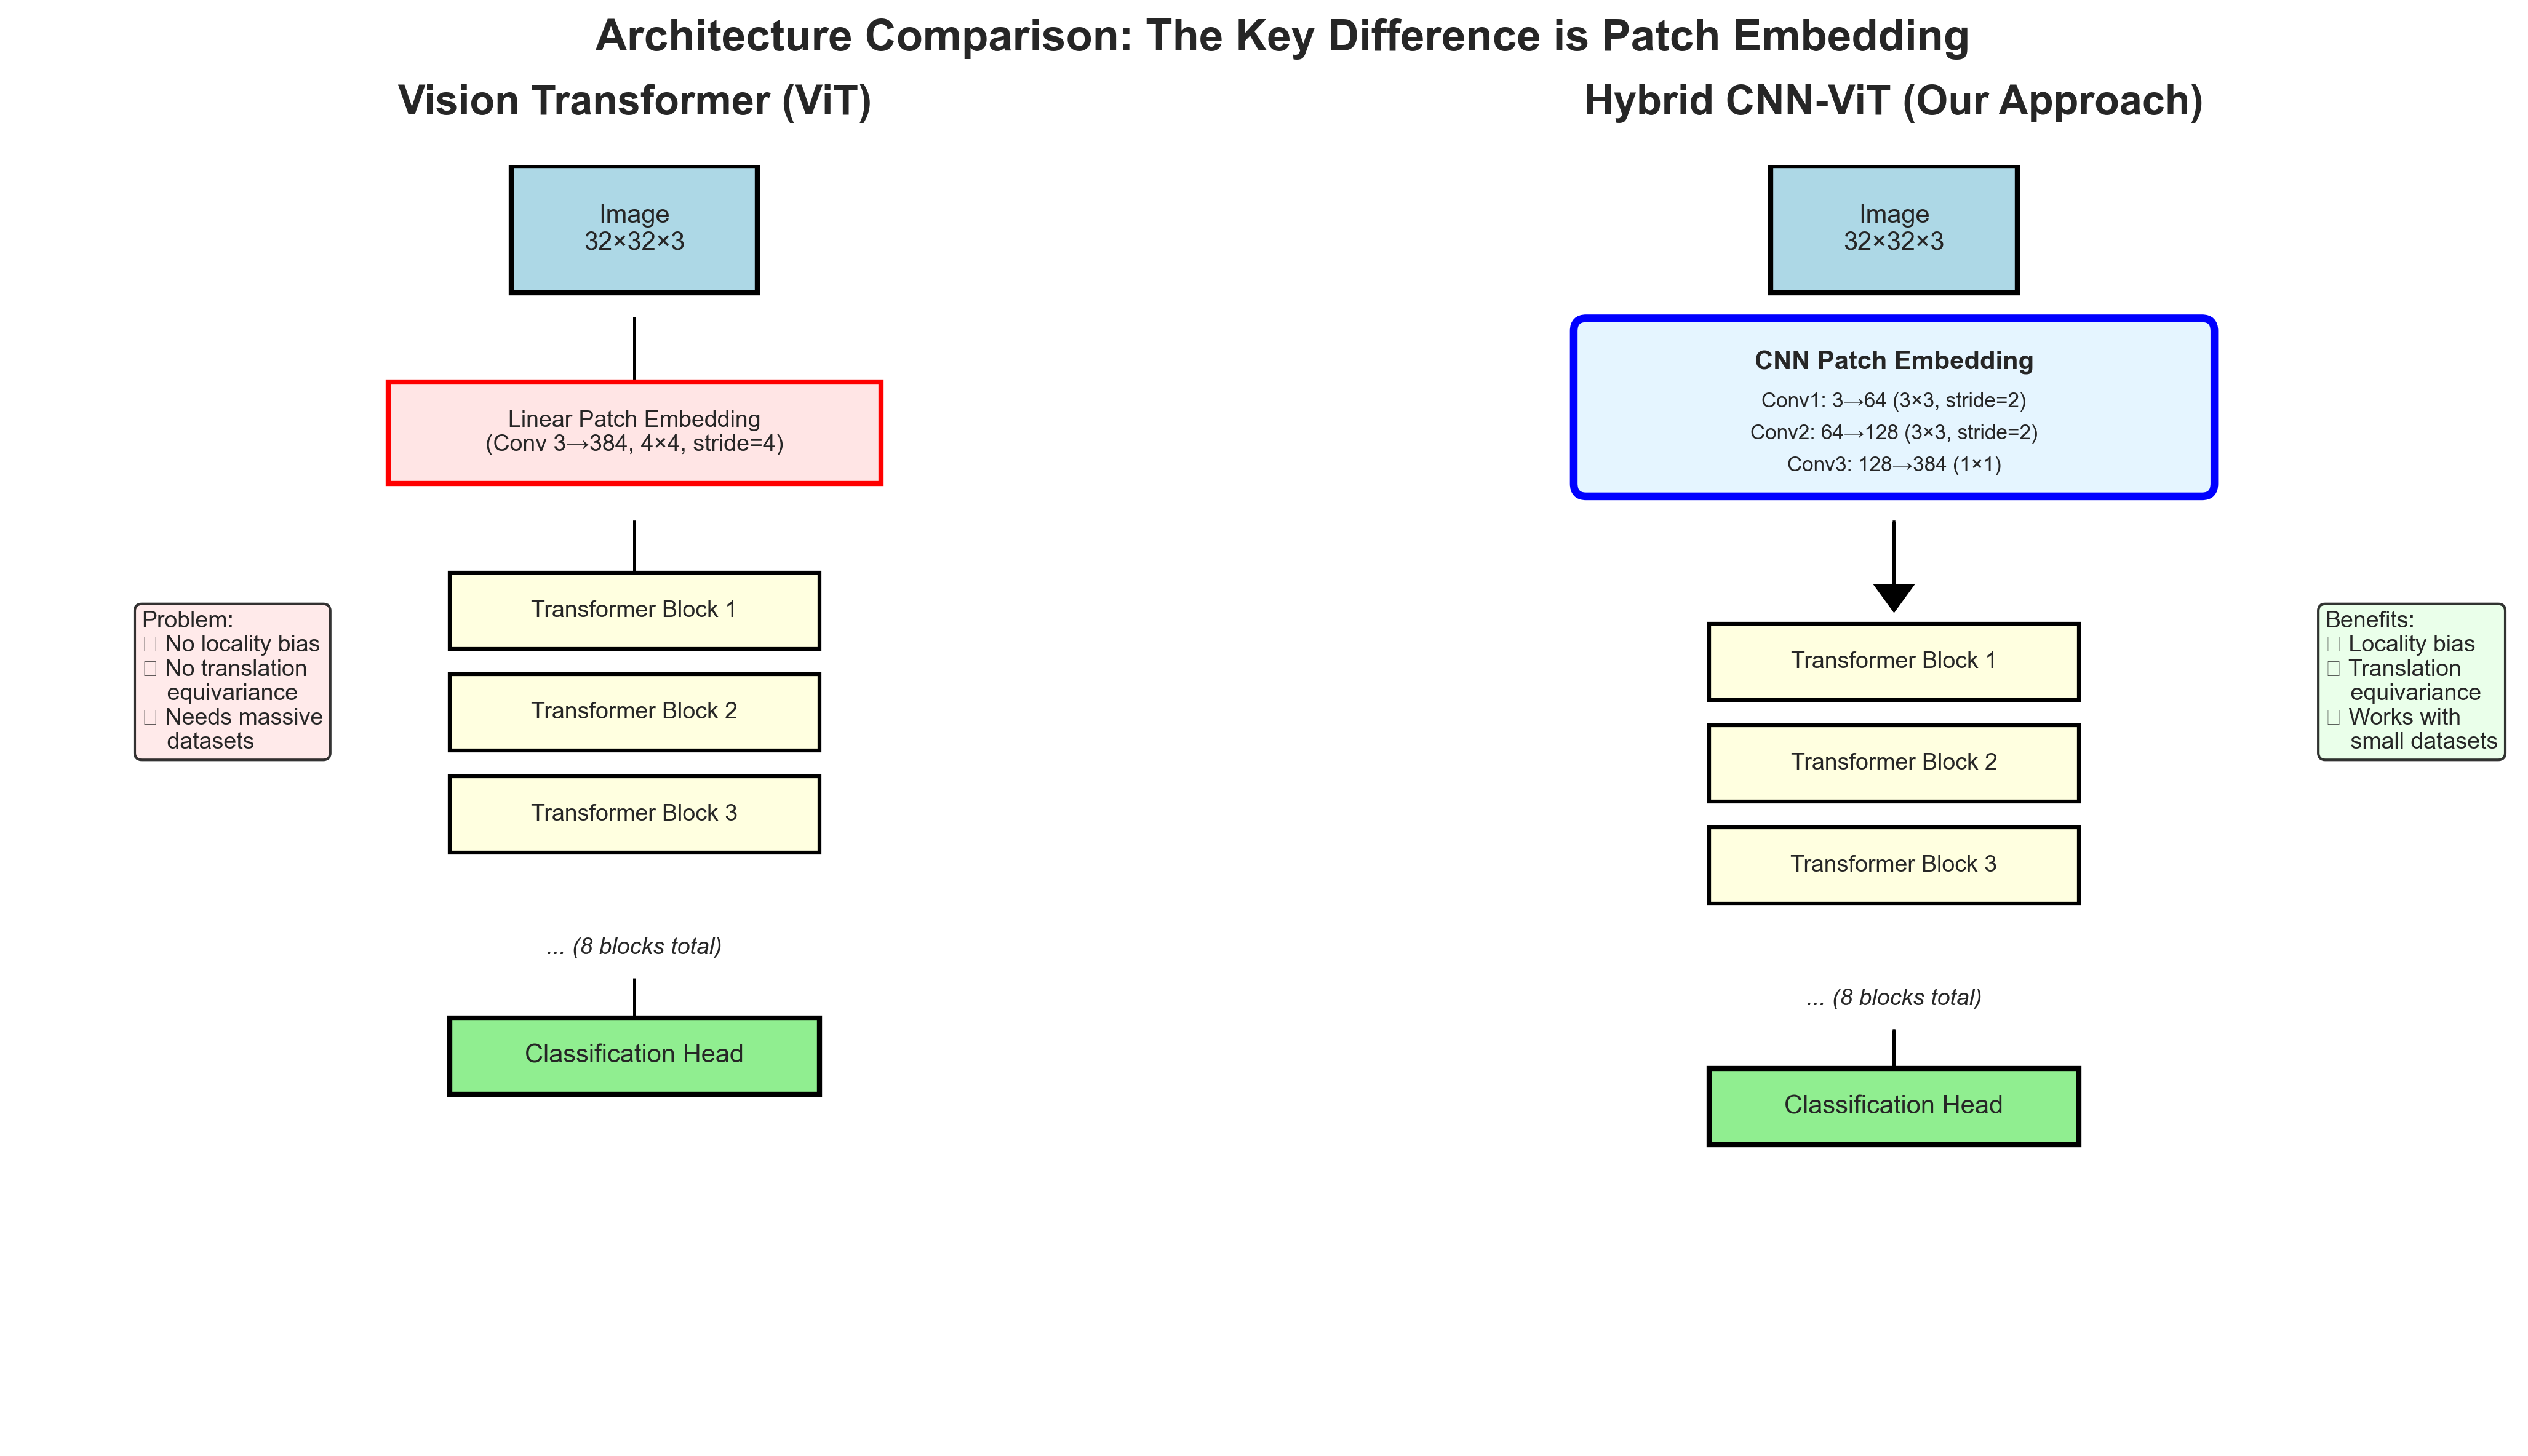 Architecture Comparison: The Key Difference is Patch Embedding
Vision Transformer (ViT)
Image
32×32×3
Linear Patch Embedding
(Conv 3→384, 4×4, stride=4)
Problem:
No locality bias
No translation
equivariance
Needs massive
datasets
Transformer Block 1
Transformer Block 2
Transformer Block 3
... (8 blocks total)
Classification Head
Hybrid CNN-ViT (Our Approach)
Image
32×32×3
CNN Patch Embedding
Conv1: 3→64 (3×3, stride=2)
Conv2: 64→128 (3×3, stride=2)
Conv3: 128→384 (1×1)
Transformer Block 1
Transformer Block 2
Transformer Block 3
... (8 blocks total)
Classification Head
Benefits:
Locality bias
Translation
equivariance
Works with
small datasets